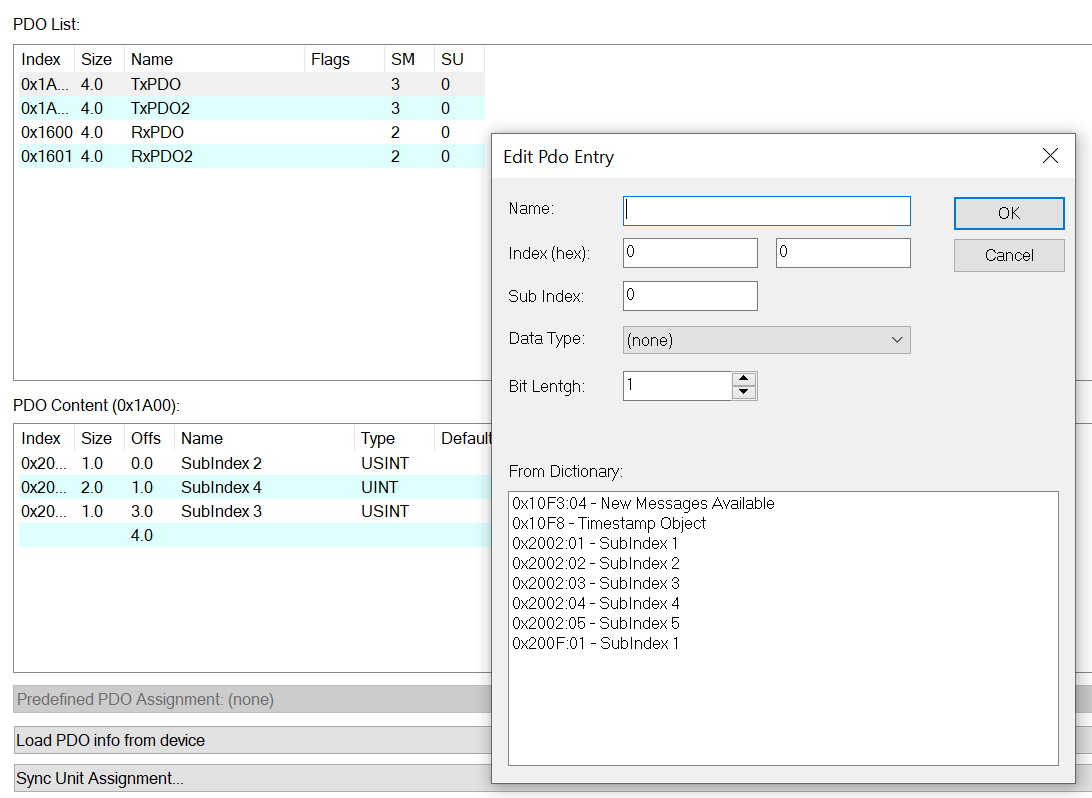 PDO List:
Index Size Name Flags SM SU
0x1A... 4.0 TxPDO 3 0
0x1A... 4.0 TxPDO2 3 0
0x1600 4.0 RxPDO 2 0
0x1601 4.0 RxPDO2 2 0
Edit Pdo Entry
Name:
OK
Index (hex): 0 0
Cancel
Sub Index: 0
Data Type: (none)
Bit Lentgh: 1
From Dictionary:
0x10F3:04 - New Messages Available
0x10F8 - Timestamp Object
0x2002:01 - SubIndex 1
0x2002:02 - SubIndex 2
0x2002:03 - SubIndex 3
0x2002:04 - SubIndex 4
0x2002:05 - SubIndex 5
0x200F:01 - SubIndex 1
PDO Content (0x1A00):
Index Size Offs Name Type Default
0x20... 1.0 0.0 SubIndex 2 USINT
0x20... 2.0 1.0 SubIndex 4 UINT
0x20... 1.0 3.0 SubIndex 3 USINT
4.0
Predefined PDO Assignment: (none)
Load PDO info from device
Sync Unit Assignment...